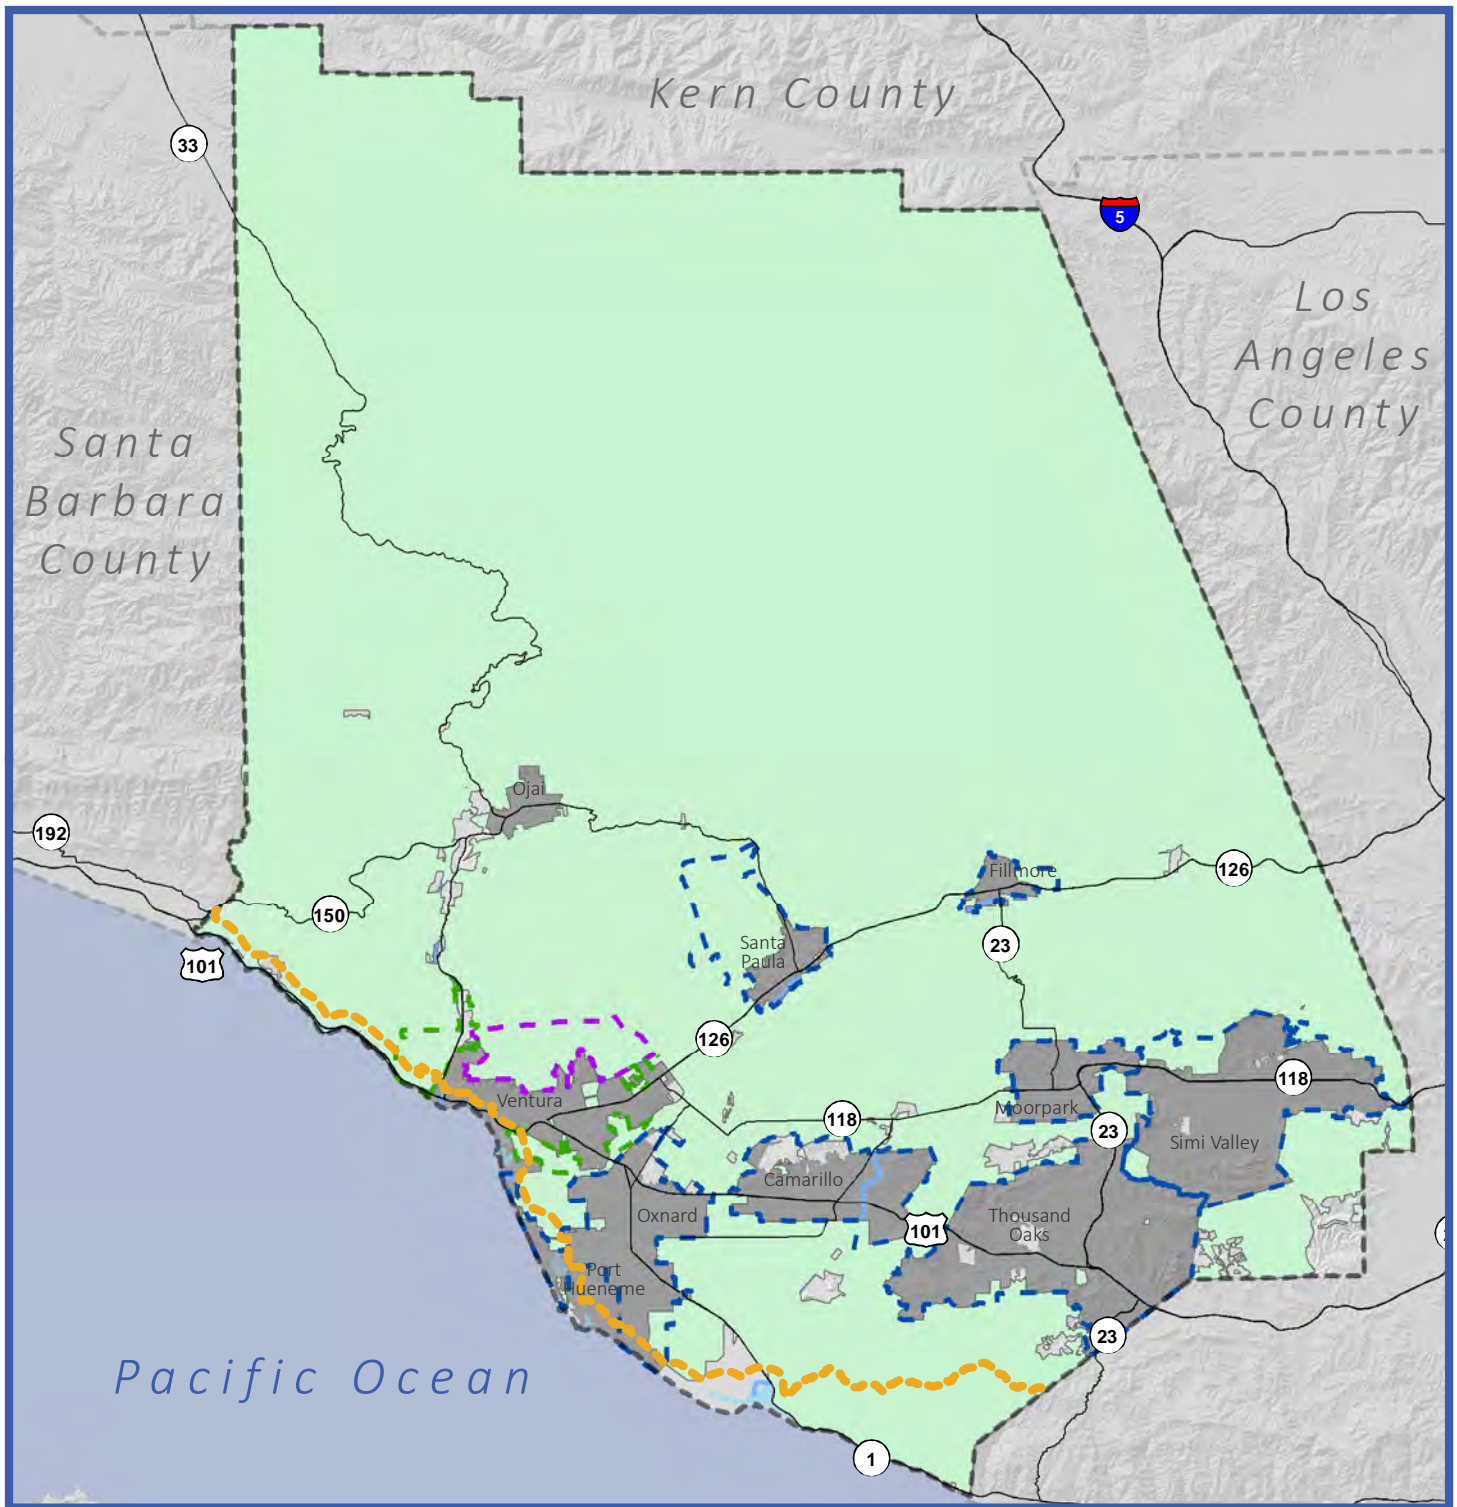 Kern County
33
5
Los
Angeles
County
Santa
Barbara
County
Ojai
192
Fillmore
126
150
Santa
Paula
23
101
126
118
Ventura
Moorpark
118
23
Simi Valley
Camarillo
Oxnard
Thousand
Oaks
101
Port
Hueneme
23
Pacific Ocean
1